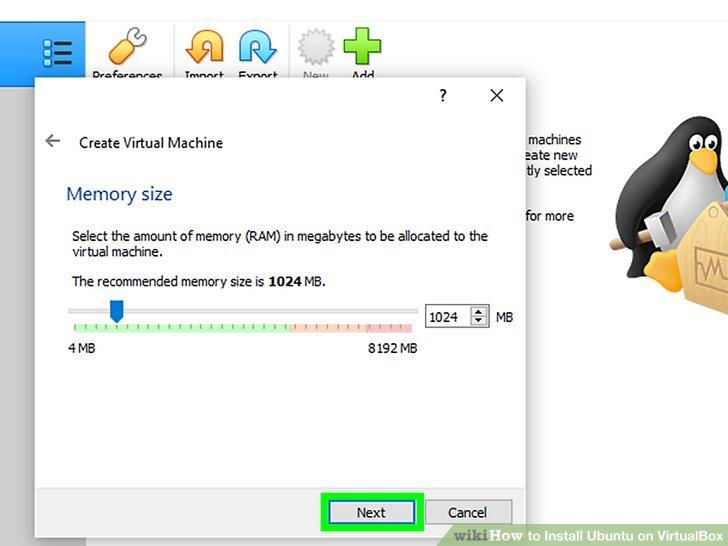 Preferences
Import
Export
New
Add
?
Create Virtual Machine
machines
eate new
tly selected
for more
Memory size
Select the amount of memory (RAM) in megabytes to be allocated to the
virtual machine.
The recommended memory size is 1024 MB.
1024 MB
4 MB
8192 MB
Next
Cancel
wikiHow to Install Ubuntu on VirtualBox